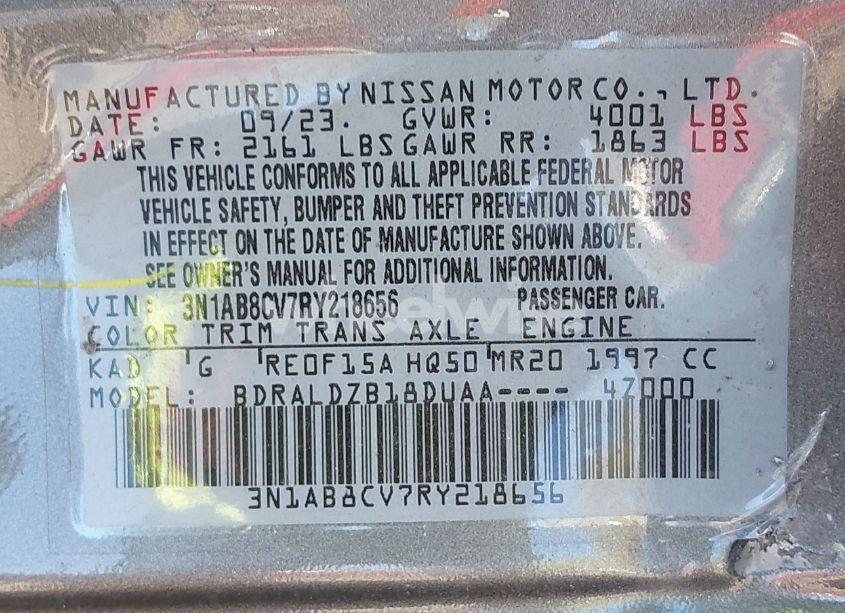 MANUFACTURED BY NISSAN MOTOR CO., LTD.
DATE: 09/23. GVWR: 4001 LBS
GAWR FR: 2161 LBS GAWR RR: 1863 LBS
THIS VEHICLE CONFORMS TO ALL APPLICABLE FEDERAL MOTOR
VEHICLE SAFETY, BUMPER AND THEFT PREVENTION STANDARDS
IN EFFECT ON THE DATE OF MANUFACTURE SHOWN ABOVE.
SEE OWNER'S MANUAL FOR ADDITIONAL INFORMATION.
VIN: 3N1AB8CV7RY218656 PASSENGER CAR.
COLOR TRIM TRANS AXLE ENGINE
KAD G RE0F15A HQ50 MR20 1997 CC
MODEL: BDRALDZB18DUAA---- 47000
3N1AB8CV7RY218656